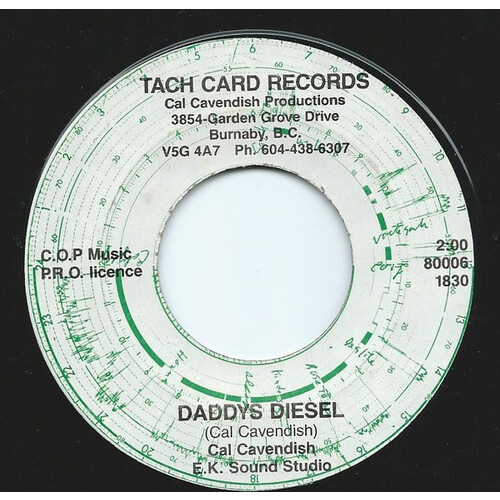 TACH CARD RECORDS
Cal Cavendish Productions
3854-Garden Grove Drive
Burnaby, B.C.
V5G 4A7 Ph. 604-438-6307
C.O.P Music
P.R.O. licence
2:00
80006
1830
DADDYS DIESEL
(Cal Cavendish)
Cal Cavendish
E.K. Sound Studio